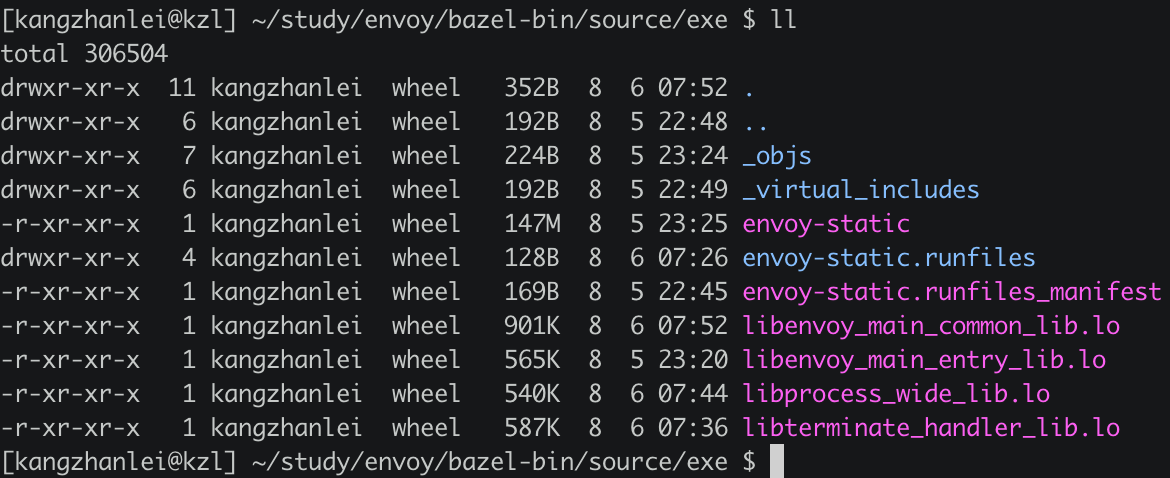 [kangzhanlei@kzl] ~/study/envoy/bazel-bin/source/exe $ ll
total 306504
drwxr-xr-x  11 kangzhanlei  wheel   352B  8  6 07:52 .
drwxr-xr-x   6 kangzhanlei  wheel   192B  8  5 22:48 ..
drwxr-xr-x   7 kangzhanlei  wheel   224B  8  5 23:24 _objs
drwxr-xr-x   6 kangzhanlei  wheel   192B  8  5 22:49 _virtual_includes
-r-xr-xr-x   1 kangzhanlei  wheel   147M  8  5 23:25 envoy-static
drwxr-xr-x   4 kangzhanlei  wheel   128B  8  6 07:26 envoy-static.runfiles
-r-xr-xr-x   1 kangzhanlei  wheel   169B  8  5 22:45 envoy-static.runfiles_manifest
-r-xr-xr-x   1 kangzhanlei  wheel   901K  8  6 07:52 libenvoy_main_common_lib.lo
-r-xr-xr-x   1 kangzhanlei  wheel   565K  8  5 23:20 libenvoy_main_entry_lib.lo
-r-xr-xr-x   1 kangzhanlei  wheel   540K  8  6 07:44 libprocess_wide_lib.lo
-r-xr-xr-x   1 kangzhanlei  wheel   587K  8  6 07:36 libterminate_handler_lib.lo
[kangzhanlei@kzl] ~/study/envoy/bazel-bin/source/exe $